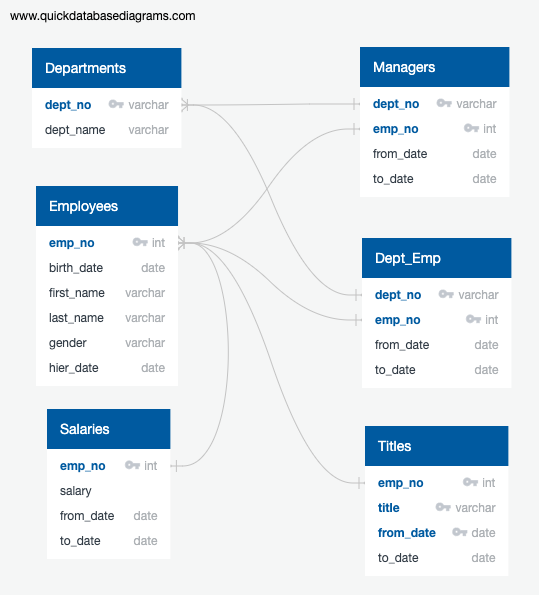 www.quickdatabasediagrams.com
Departments
dept_no varchar
dept_name varchar
Managers
dept_no varchar
emp_no int
from_date date
to_date date
Employees
emp_no int
birth_date date
first_name varchar
last_name varchar
gender varchar
hier_date date
Dept_Emp
dept_no varchar
emp_no int
from_date date
to_date date
Salaries
emp_no int
salary
from_date date
to_date date
Titles
emp_no int
title varchar
from_date date
to_date date